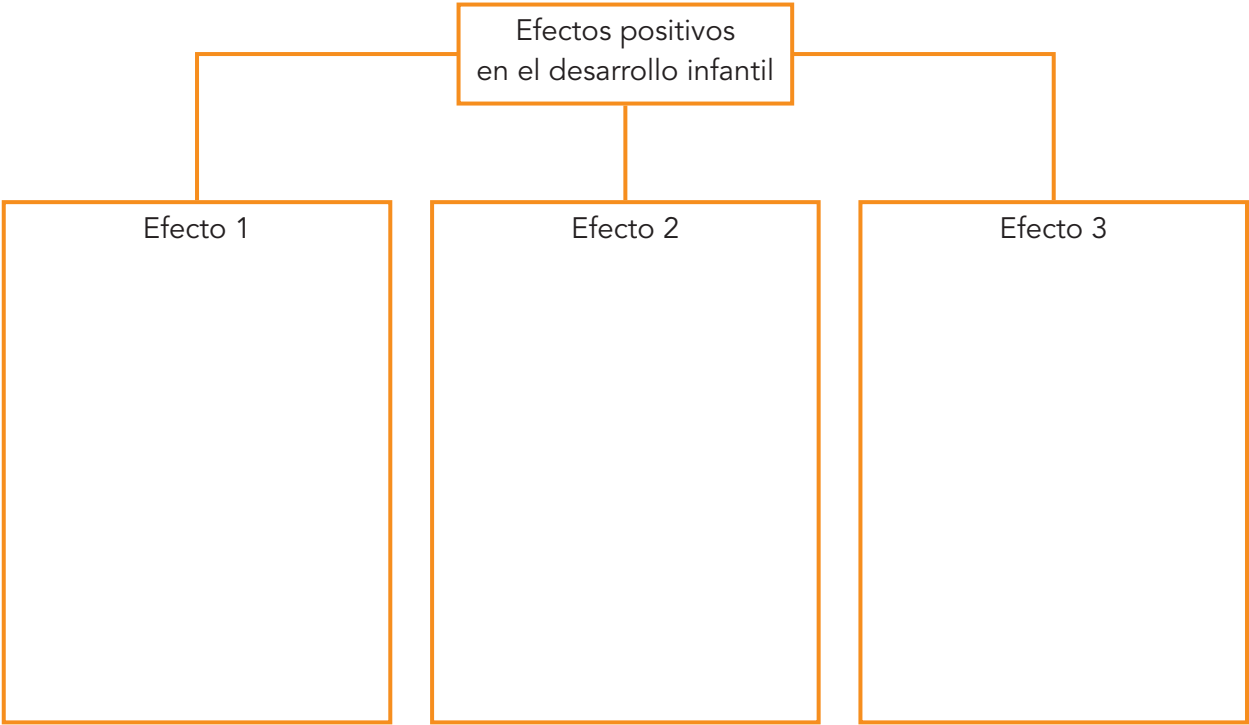 Efectos positivos
en el desarrollo infantil
Efecto 1
Efecto 2
Efecto 3